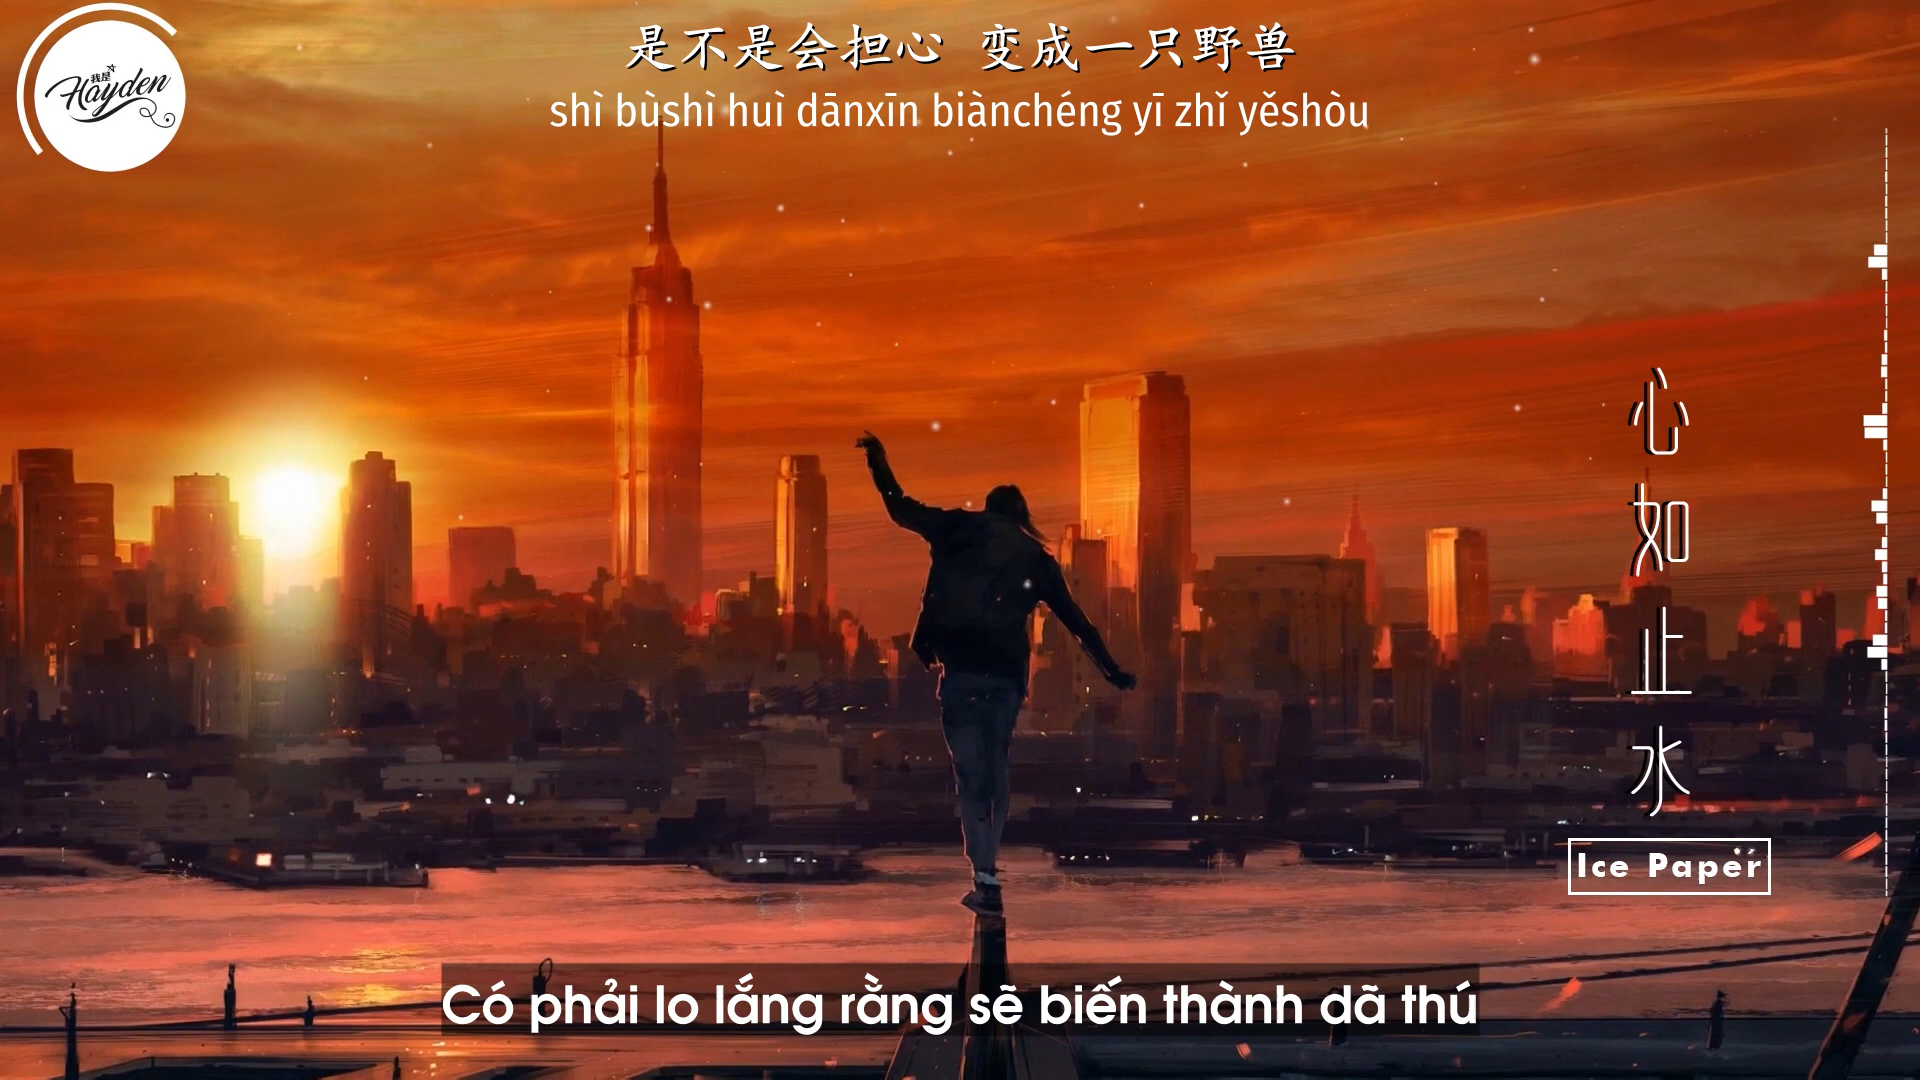 我是
Hayden
是不是会担心 变成一只野兽
shì bùshì huì dānxīn biànchéng yī zhǐ yěshòu
心如止水
Ice Paper
Có phải lo lắng rằng sẽ biến thành dã thú